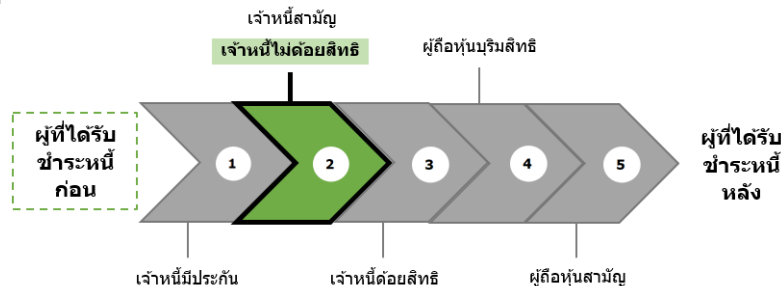 เจ้าหนี้สามัญ
เจ้าหนี้ไม่ด้อยสิทธิ
ผู้ถือหุ้นบุริมสิทธิ
ผู้ที่ได้รับ
ชำระหนี้
ก่อน
1
2
3
4
5
ผู้ที่ได้รับ
ชำระหนี้
หลัง
เจ้าหนี้มีประกัน
เจ้าหนี้ด้อยสิทธิ
ผู้ถือหุ้นสามัญ